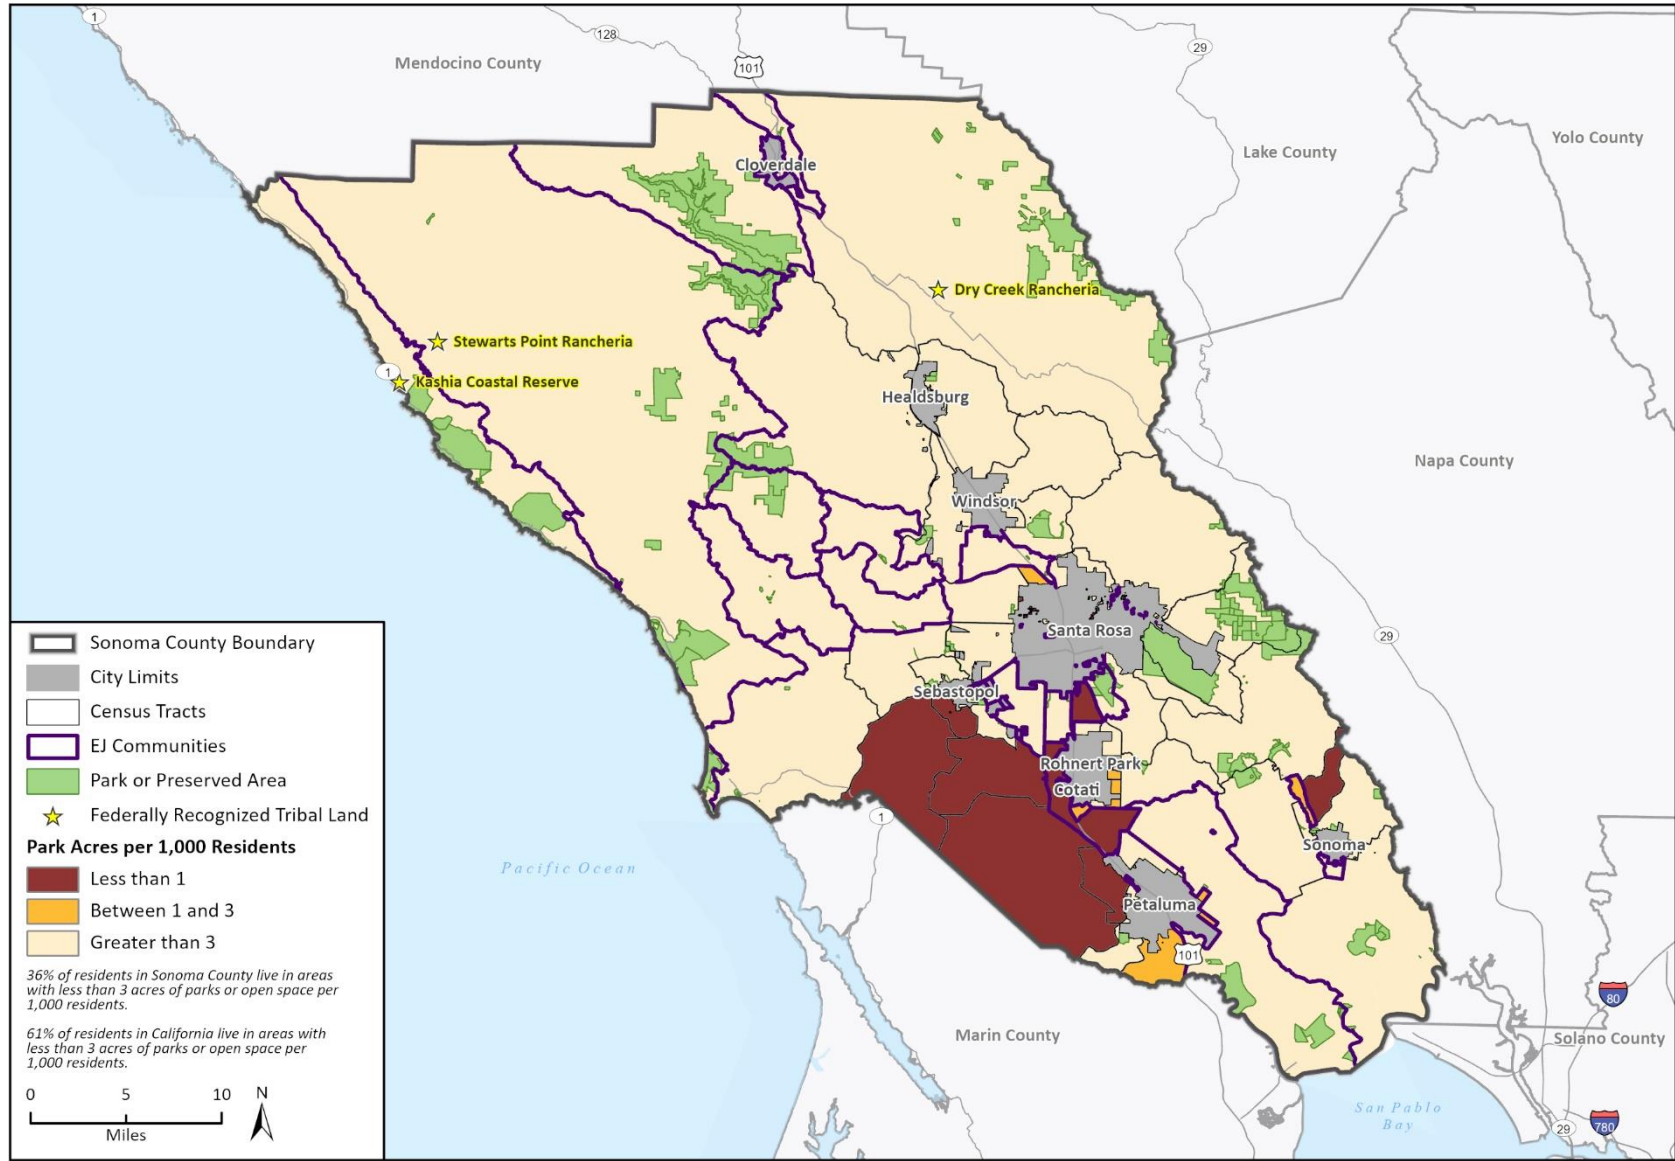 1
128
101
29
Mendocino County
Lake County
Yolo County
Cloverdale
Dry Creek Rancheria
Stewarts Point Rancheria
1
Kashia Coastal Reserve
Healdsburg
Napa County
Windsor
Santa Rosa
29
Sebastopol
Rohnert Park
Cotati
1
Sonoma
Petaluma
101
Pacific Ocean
Marin County
80
Solano County
San Pablo
Bay
29
780
Sonoma County Boundary
City Limits
Census Tracts
EJ Communities
Park or Preserved Area
Federally Recognized Tribal Land
Park Acres per 1,000 Residents
Less than 1
Between 1 and 3
Greater than 3
36% of residents in Sonoma County live in areas
with less than 3 acres of parks or open space per
1,000 residents.
61% of residents in California live in areas with
less than 3 acres of parks or open space per
1,000 residents.
0 5 10
Miles
N